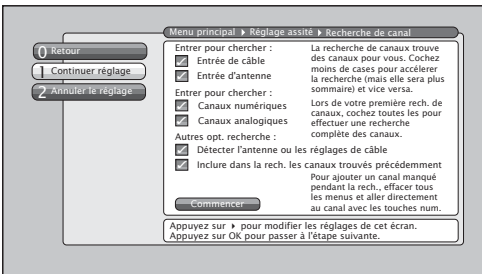 Menu principal ▸ Réglage assité ▸ Recherche de canal
0 Retour
1 Continuer réglage
2 Annuler le réglage
Entrer pour chercher :
Entrée de câble
Entrée d'antenne
Entrer pour chercher :
Canaux numériques
Canaux analogiques
Autres opt. recherche :
Détecter l'antenne ou les réglages de câble
Inclure dans la rech. les canaux trouvés précédemment
La recherche de canaux trouve
des canaux pour vous. Cochez
moins de cases pour accélerer
la recherche (mais elle sera plus
sommaire) et vice versa.
Lors de votre première rech. de
canaux, cochez toutes les pour
effectuer une recherche
complète des canaux.
Pour ajouter un canal manqué
pendant la rech., effacer tous
les menus et aller directement
au canal avec les touches num.
Commencer
Appuyez sur ▸ pour modifier les réglages de cet écran.
Appuyez sur OK pour passer à l'étape suivante.